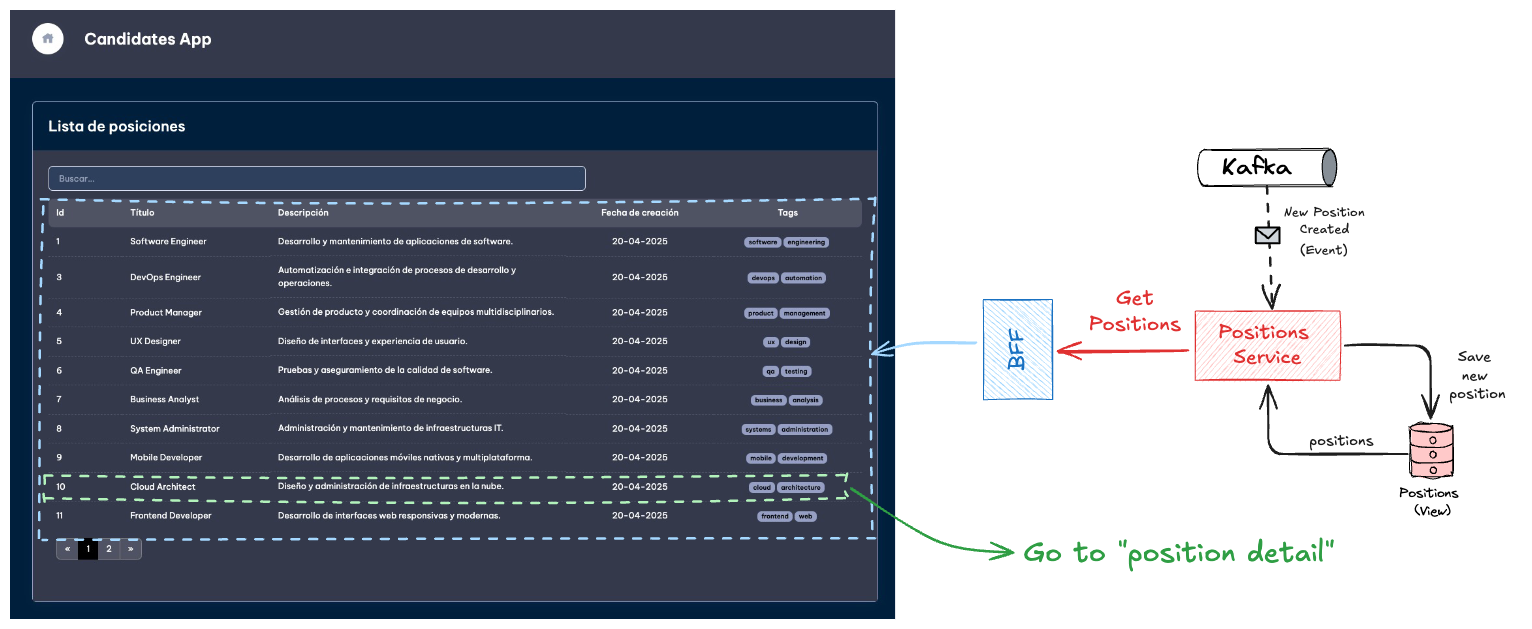 Candidates App
Lista de posiciones
Buscar...
Id Título Descripción Fecha de creación Tags
1 Software Engineer Desarrollo y mantenimiento de aplicaciones de software. 20-04-2025 software engineering
3 DevOps Engineer Automatización e integración de procesos de desarrollo y
operaciones. 20-04-2025 devops automation
4 Product Manager Gestión de producto y coordinación de equipos multidisciplinarios. 20-04-2025 product management
5 UX Designer Diseño de interfaces y experiencia de usuario. 20-04-2025 ux design
6 QA Engineer Pruebas y aseguramiento de la calidad de software. 20-04-2025 qa testing
7 Business Analyst Análisis de procesos y requisitos de negocio. 20-04-2025 business analysis
8 System Administrator Administración y mantenimiento de infraestructuras IT. 20-04-2025 systems administration
9 Mobile Developer Desarrollo de aplicaciones móviles nativas y multiplataforma. 20-04-2025 mobile development
10 Cloud Architect Diseño y administración de infraestructuras en la nube. 20-04-2025 cloud architecture
11 Frontend Developer Desarrollo de interfaces web responsivas y modernas. 20-04-2025 frontend web
« 1 2 »
Kafka
New Position
Created
(Event)
Get
Positions
BFF
Positions
Service
Save
new
position
positions
Positions
(View)
Go to "position detail"